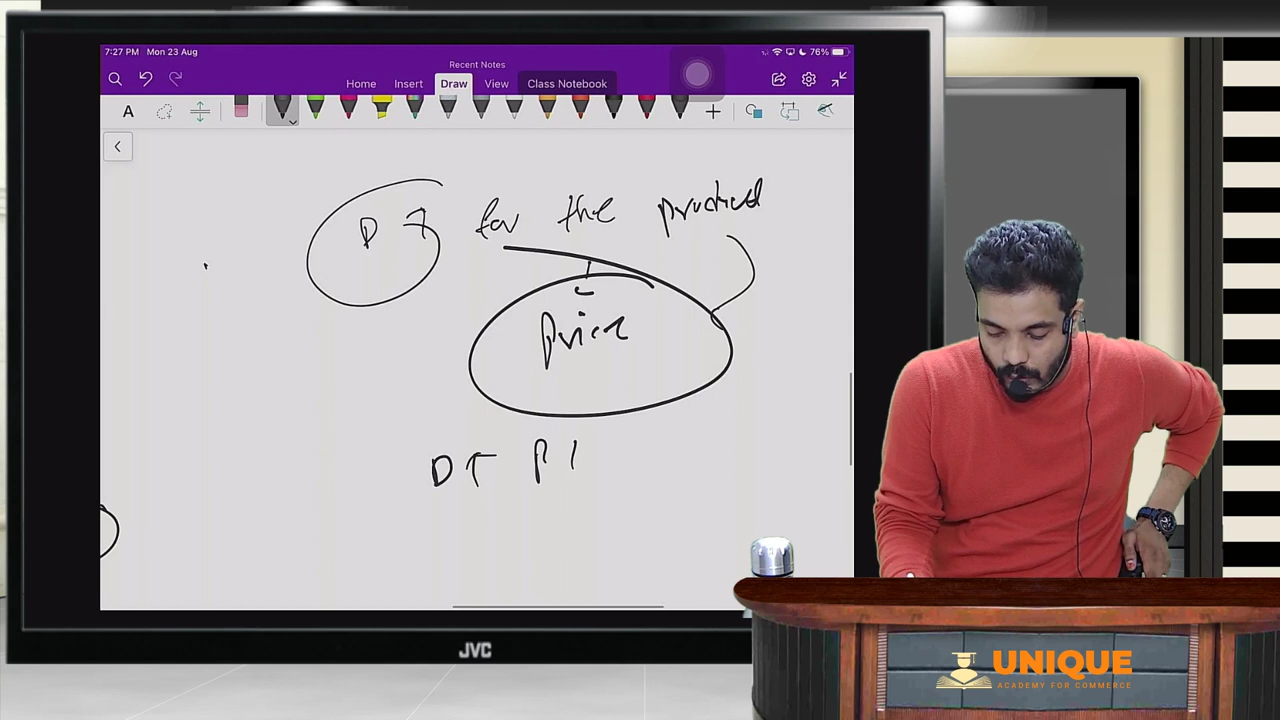 7:27 PM Mon 23 Aug
76%
Recent Notes
Home Insert Draw View Class Notebook
A
D for the product
Price
D↑ P
JVC
UNIQUE
ACADEMY FOR COMMERCE